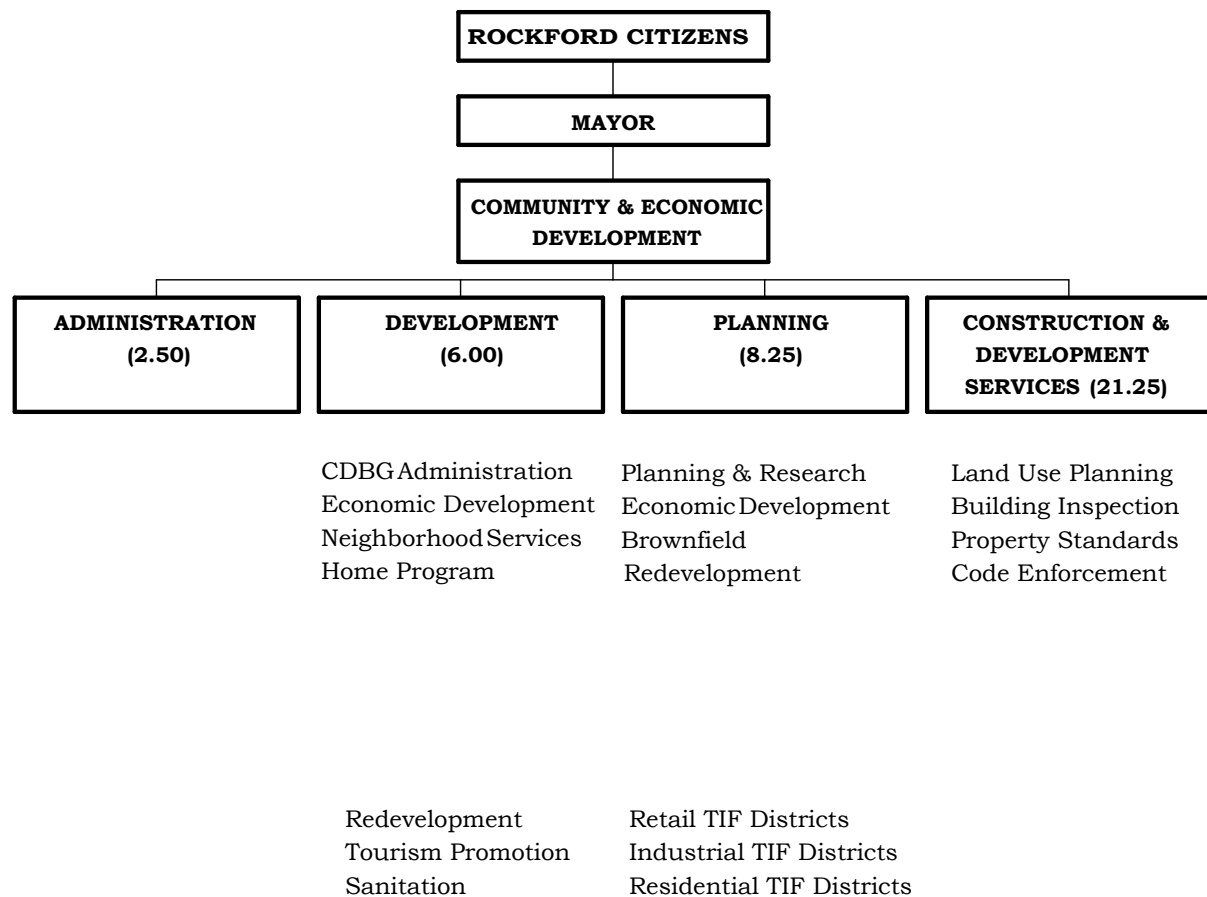 ROCKFORD CITIZENS
MAYOR
COMMUNITY & ECONOMIC
DEVELOPMENT
ADMINISTRATION
(2.50)
DEVELOPMENT
(6.00)
PLANNING
(8.25)
CONSTRUCTION &
DEVELOPMENT
SERVICES (21.25)
CDBG Administration
Economic Development
Neighborhood Services
Home Program
Planning & Research
Economic Development
Brownfield
Redevelopment
Land Use Planning
Building Inspection
Property Standards
Code Enforcement
Redevelopment
Tourism Promotion
Sanitation
Retail TIF Districts
Industrial TIF Districts
Residential TIF Districts